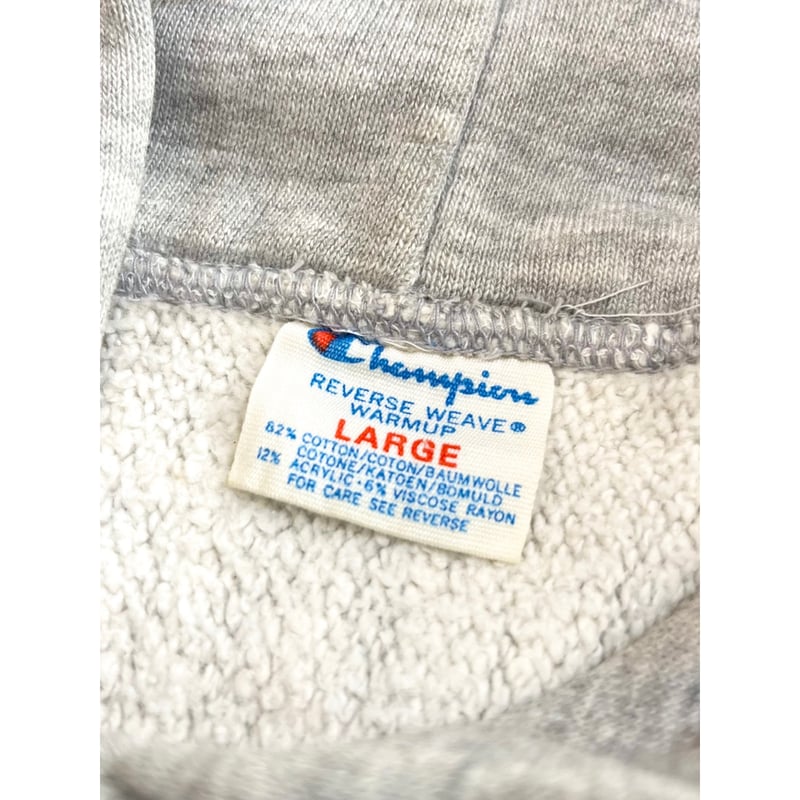 Champion
REVERSE WEAVE®
WARMUP
LARGE
82% COTTON/COTON/BAUMWOLLE
COTONE/KATOEN/BOMULD
12% ACRYLIC · 6% VISCOSE RAYON
FOR CARE SEE REVERSE